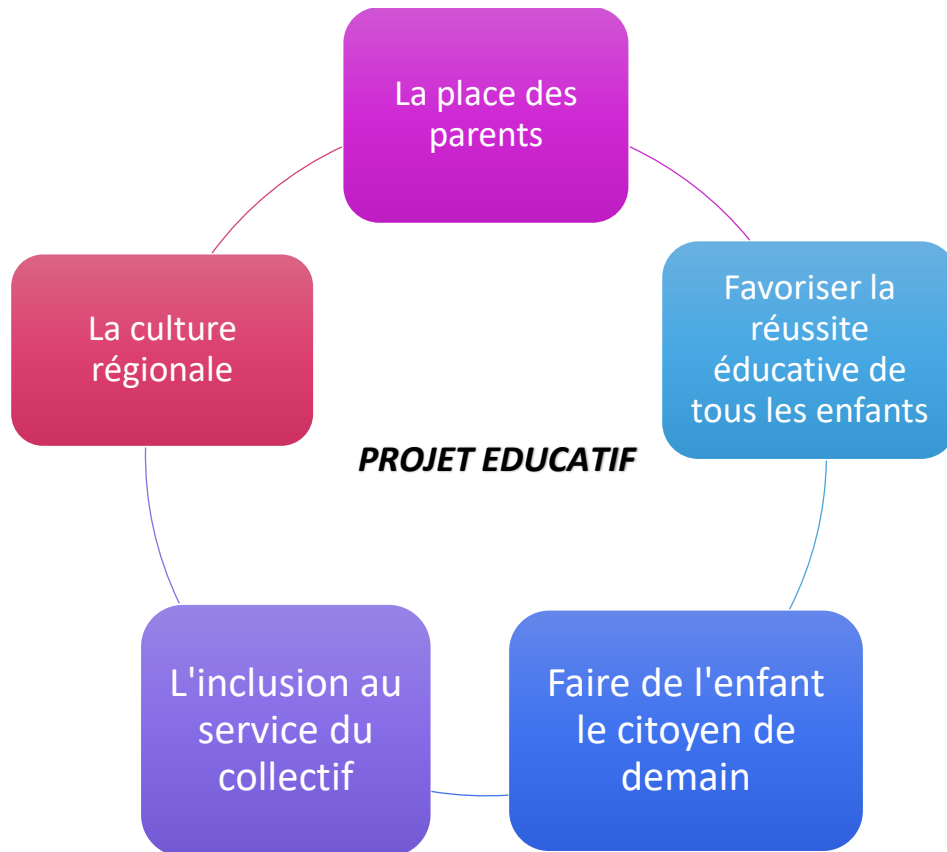 La place des
parents
Favoriser la
réussite
éducative de
tous les enfants
Faire de l'enfant
le citoyen de
demain
L'inclusion au
service du
collectif
La culture
régionale
PROJET EDUCATIF